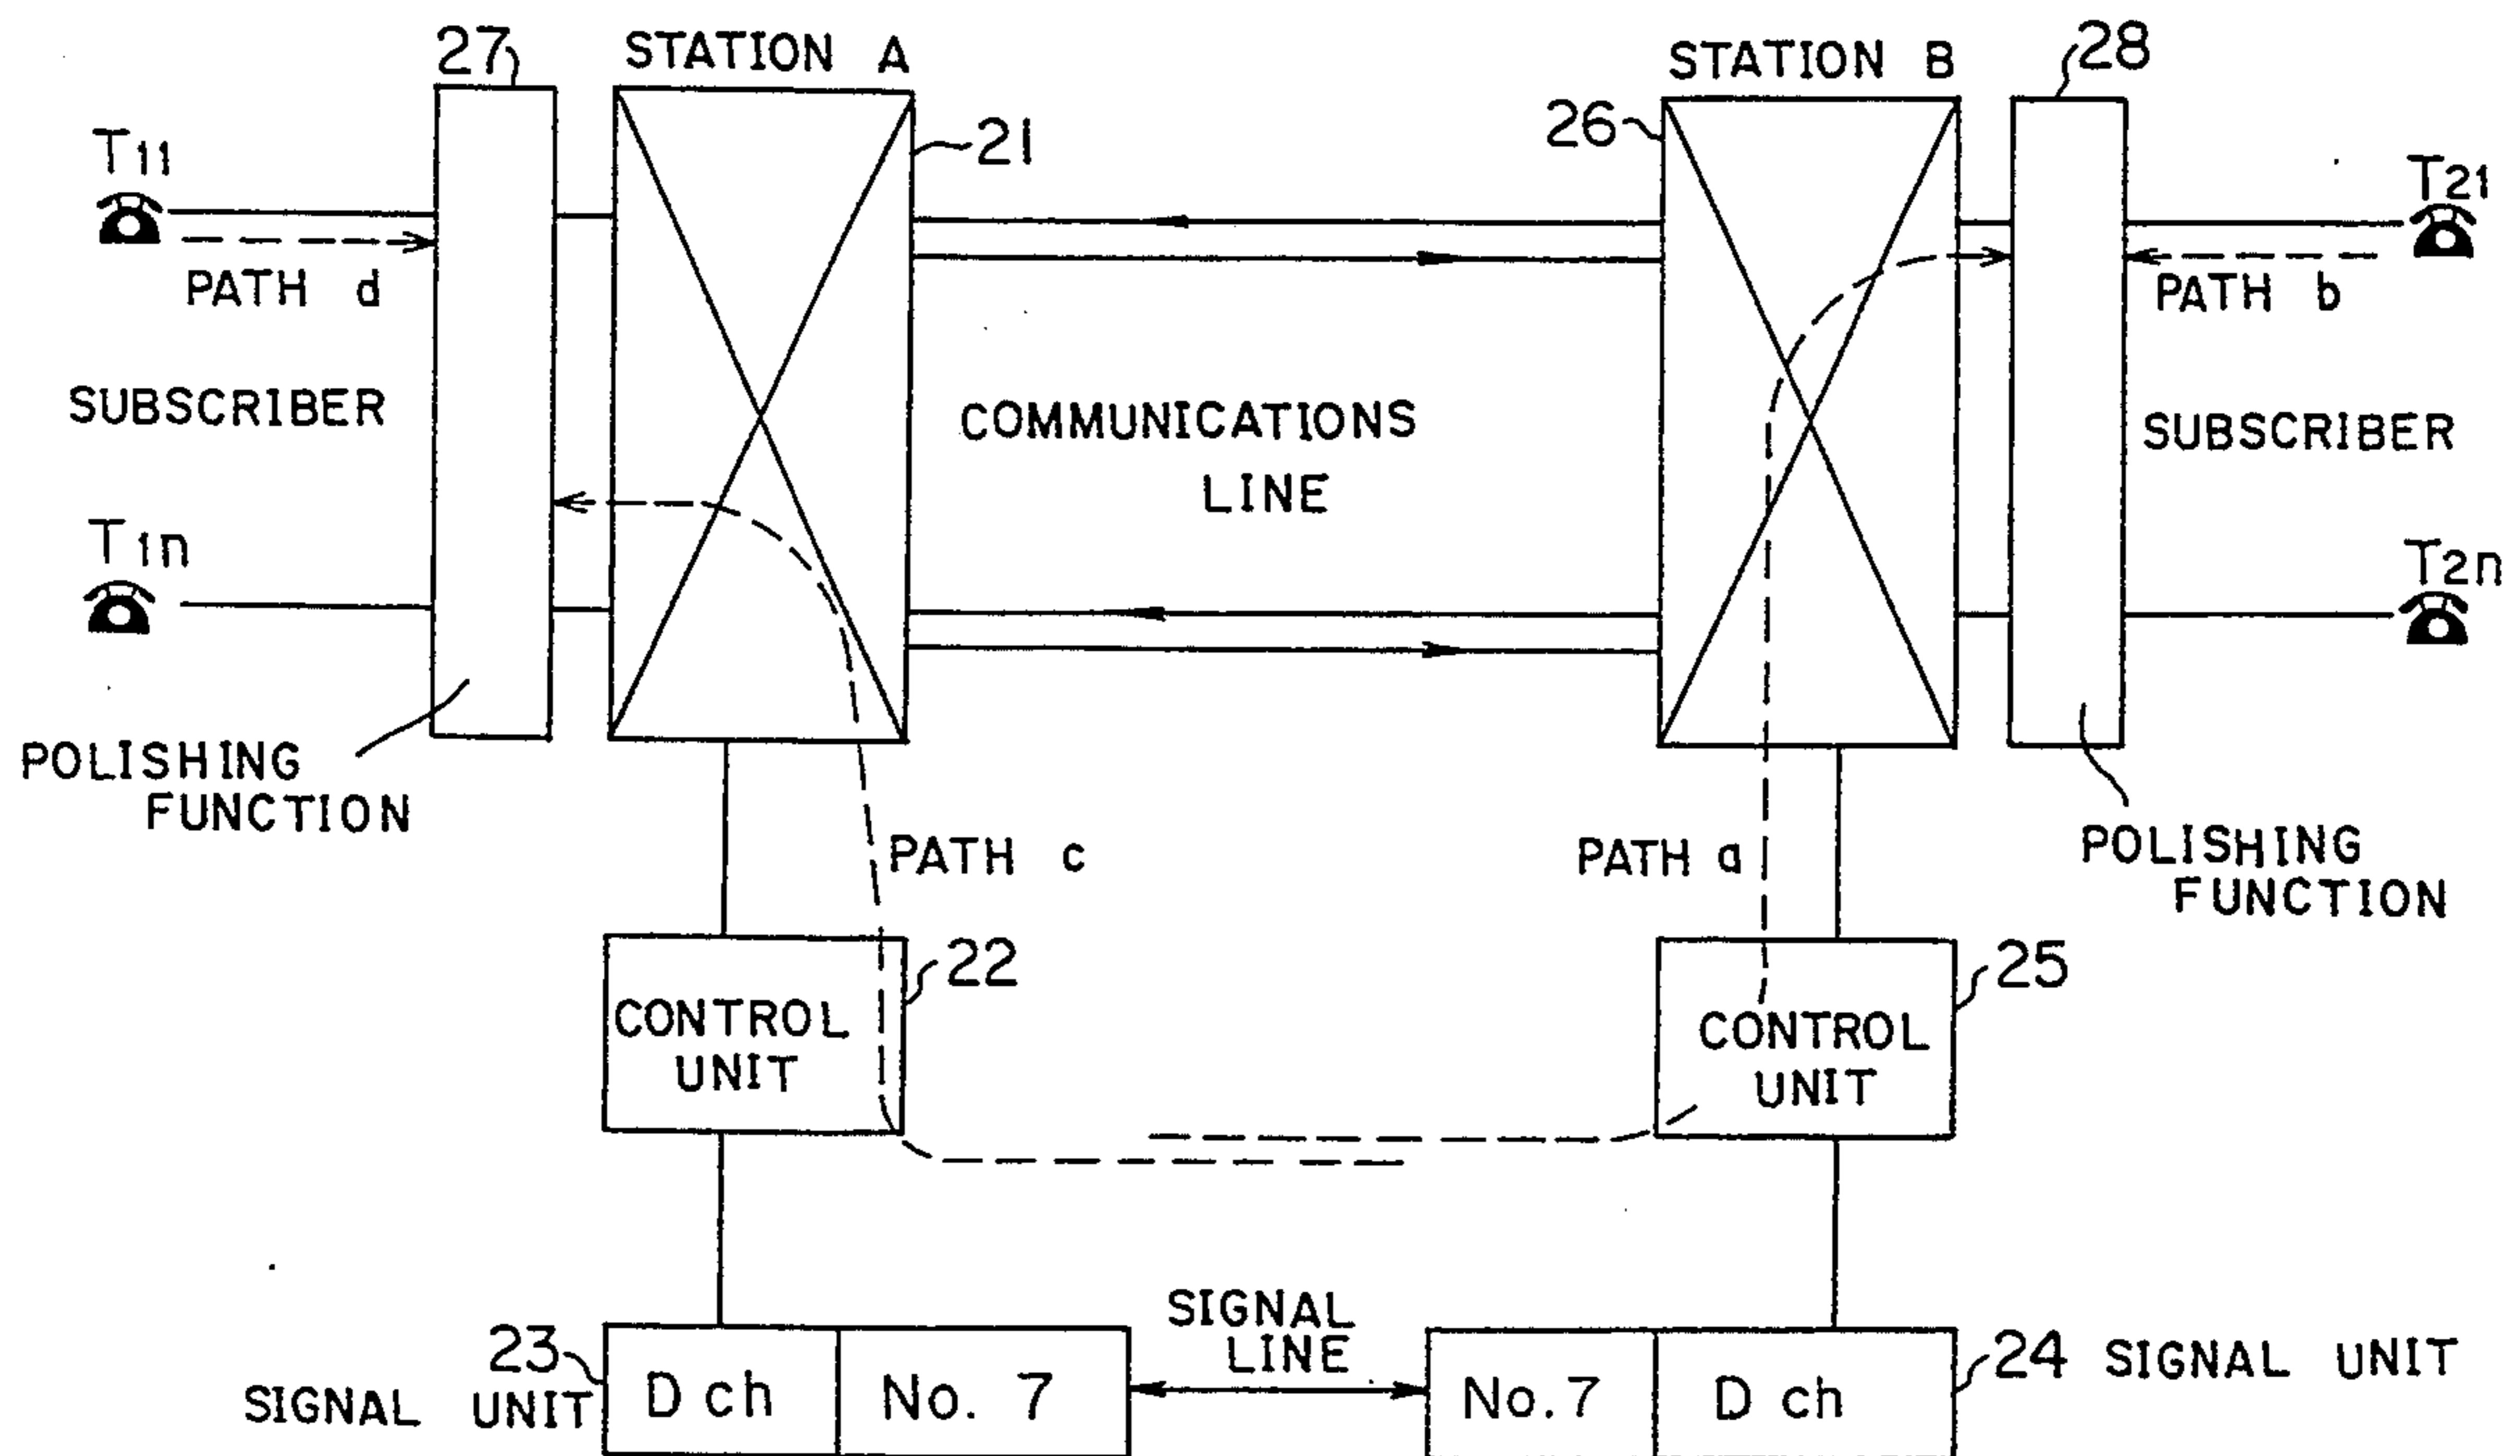 27
STATION A
STATION B
28
T11
21
26
T21
PATH d
PATH b
SUBSCRIBER
COMMUNICATIONS
LINE
SUBSCRIBER
T1n
T2n
POLISHING
FUNCTION
PATH c
PATH a
POLISHING
FUNCTION
22
25
CONTROL
UNIT
CONTROL
UNIT
SIGNAL
LINE
23
SIGNAL UNIT
D ch
No. 7
No. 7
D ch
24 SIGNAL UNIT